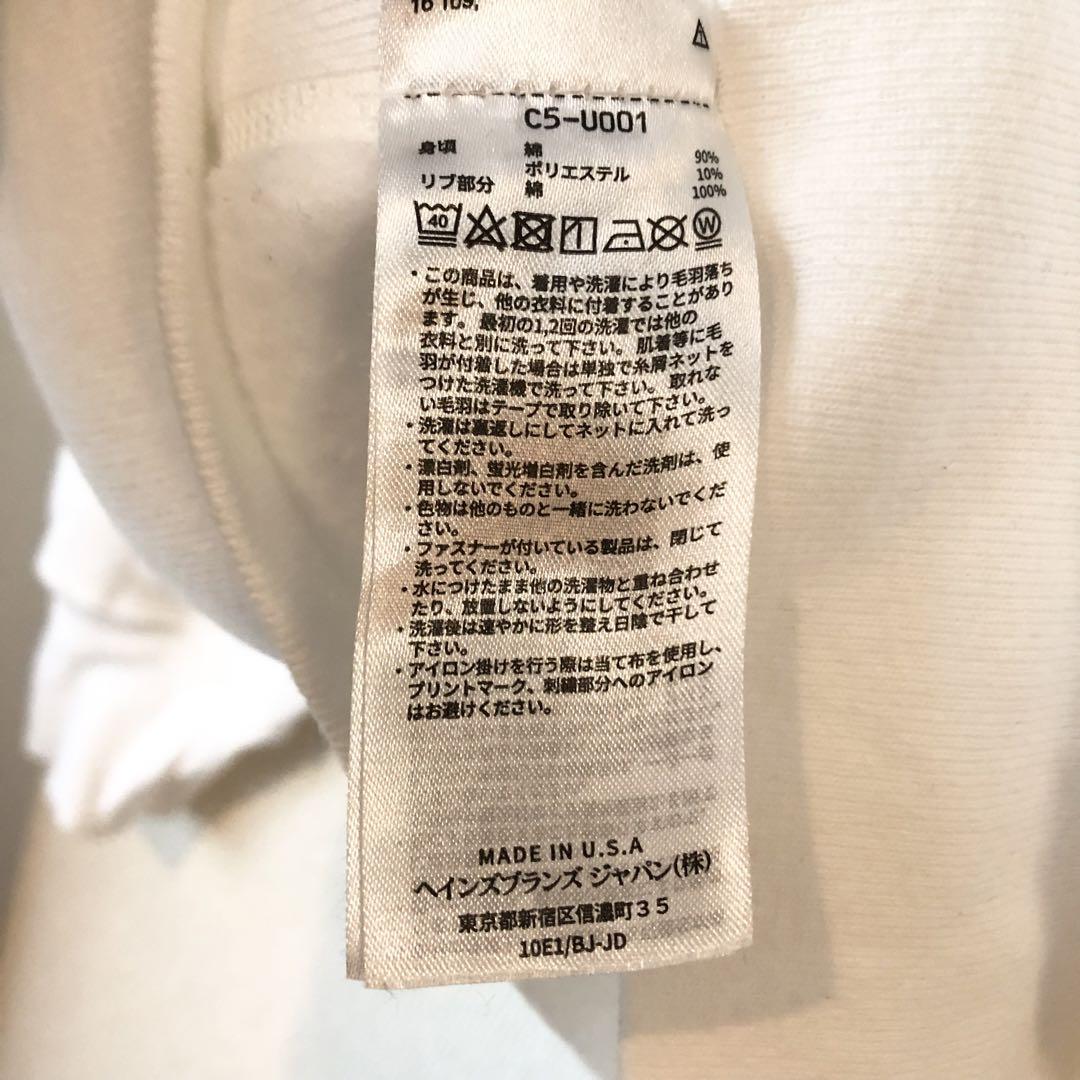 16 109,
C5-U001
身頃 綿 90%
ポリエステル 10%
リブ部分 綿 100%
40 W
・この商品は、着用や洗濯により毛羽落ち
が生じ、他の衣料に付着することがあり
ます。最初の1,2回の洗濯では他の
衣料と別に洗って下さい。肌着等に毛
羽が付着した場合は単独で糸屑ネットを
つけた洗濯機で洗って下さい。取れな
い毛羽はテープで取り除いて下さい。
・洗濯は裏返しにしてネットに入れて洗っ
てください。
・漂白剤、蛍光増白剤を含んだ洗剤は、使
用しないでください。
・色物は他のものと一緒に洗わないでくだ
さい。
・ファスナーが付いている製品は、閉じて
洗ってください。
・水につけたまま他の洗濯物と重ね合わせ
たり、放置しないようにしてください。
・洗濯後は速やかに形を整え日陰で干して
下さい。
・アイロン掛けを行う際は当て布を使用し、
プリントマーク、刺繍部分へのアイロン
はお避けください。
MADE IN U.S.A
ヘインズブランズ ジャパン(株)
東京都新宿区信濃町35
10E1/BJ-JD